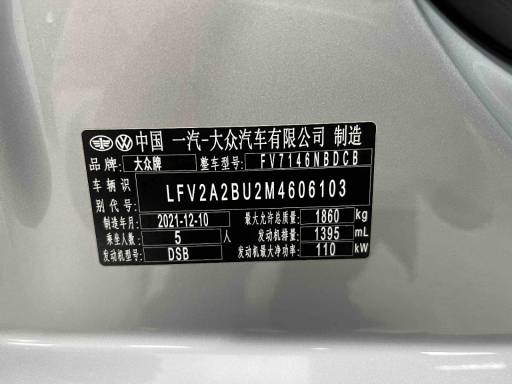 中国 一汽-大众汽车有限公司 制造
品牌: 大众牌 整车型号: FV7146NBDCB
车辆识别代号: LFV2A2BU2M4606103
制造年月: 2021-12-10 最大允许总质量: 1860 kg
乘坐人数: 5 人 发动机排量: 1395 mL
发动机型号: DSB 发动机最大净功率: 110 kW